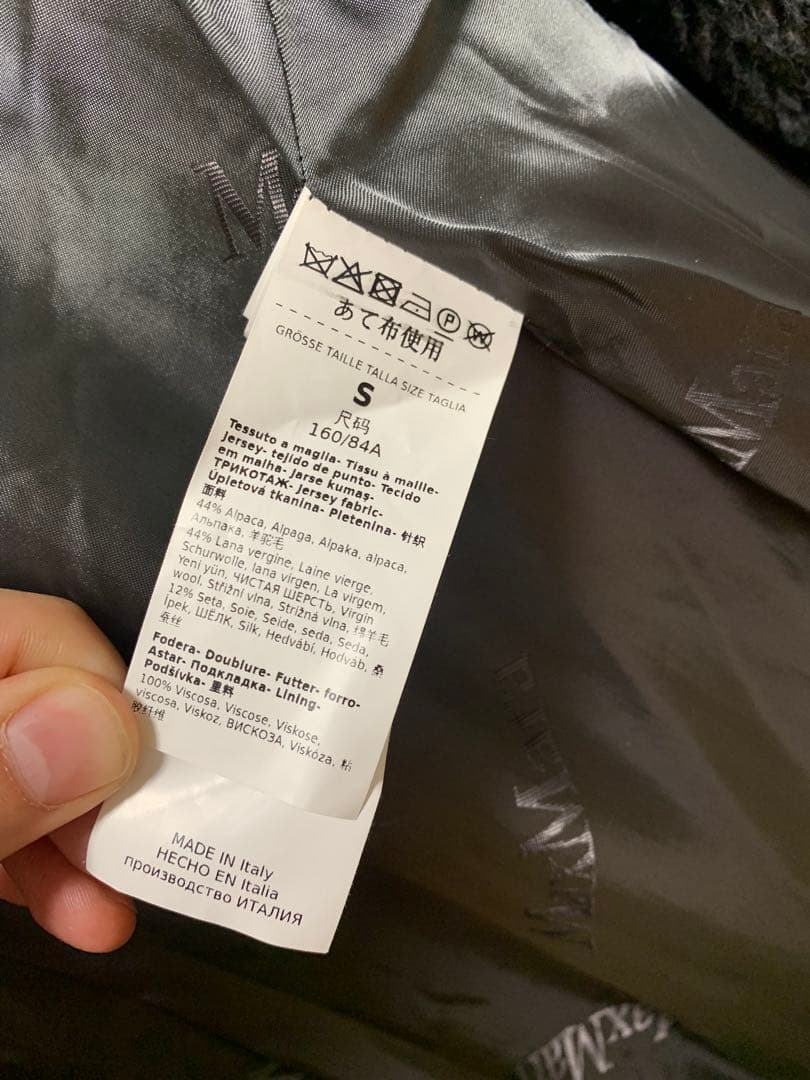 あて布使用
GRÖSSE TAILLE TALLA SIZE TAGLIA
S
尺码
160/84A
Tessuto a maglia- Tissu à maille-
Jersey- tejido de punto- Tecido
em malha- Jarse kumaş-
ТРИКОТАЖ- Jersey fabric-
Úpletová tkanina- Pletenina- 针织
面料
44% Alpaca, Alpaga, Alpaka, alpaca,
Альпака, 羊驼毛
44% Lana vergine, Laine vierge,
Schurwolle, lana virgen, La virgem,
Yeni yün, ЧИСТАЯ ШЕРСТЬ, Virgin
wool, Střižní vlna, Strižná vlna, 绵羊毛
12% Seta, Soie, Seide, seda, Seda,
İpek, ШЁЛК, Silk, Hedvábí, Hodváb, 桑
蚕丝
Fodera- Doublure- Futter- forro-
Astar- Подкладка- Lining-
Podšívka- 里料
100% Viscosa, Viscose, Viskose,
viscosa, Viskoz, ВИСКОЗА, Viskóza, 粘
胶纤维
MADE IN Italy
HECHO EN Italia
производство ИТАЛИЯ
M
MaxMara
MaxMar